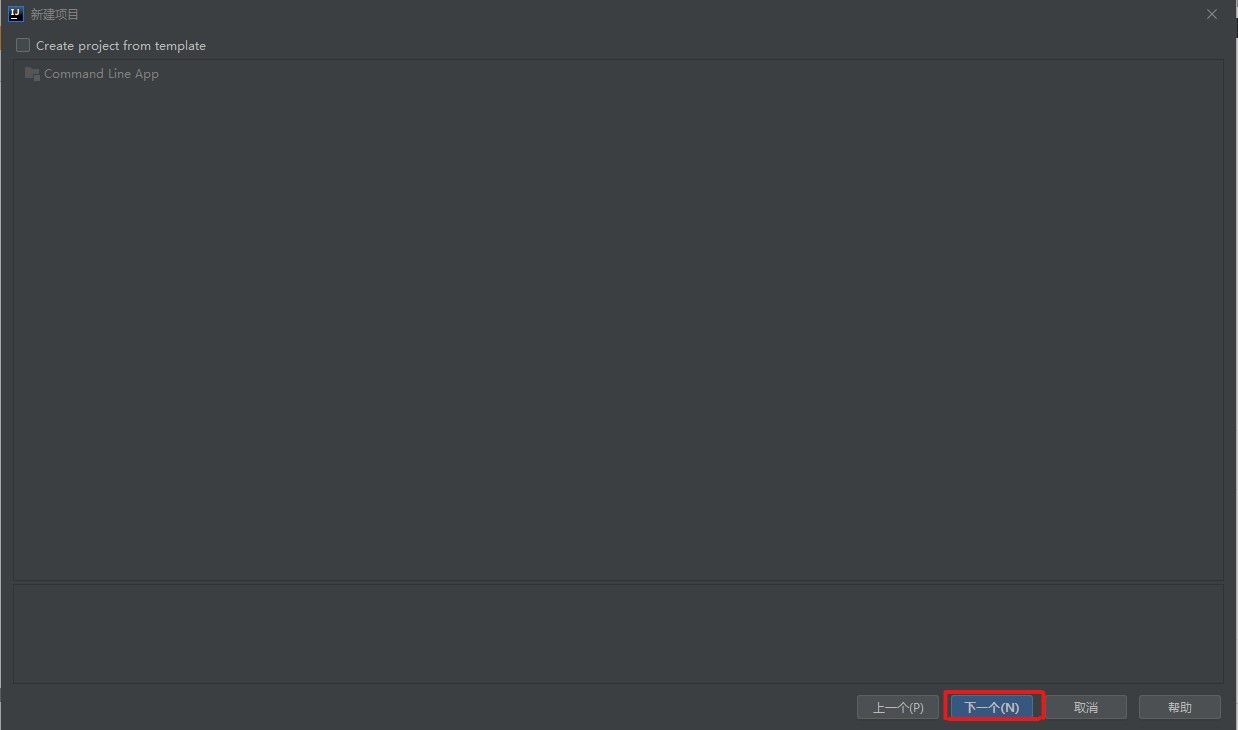 IJ 新建项目
Create project from template
Command Line App
上一个(P) 下一个(N) 取消 帮助